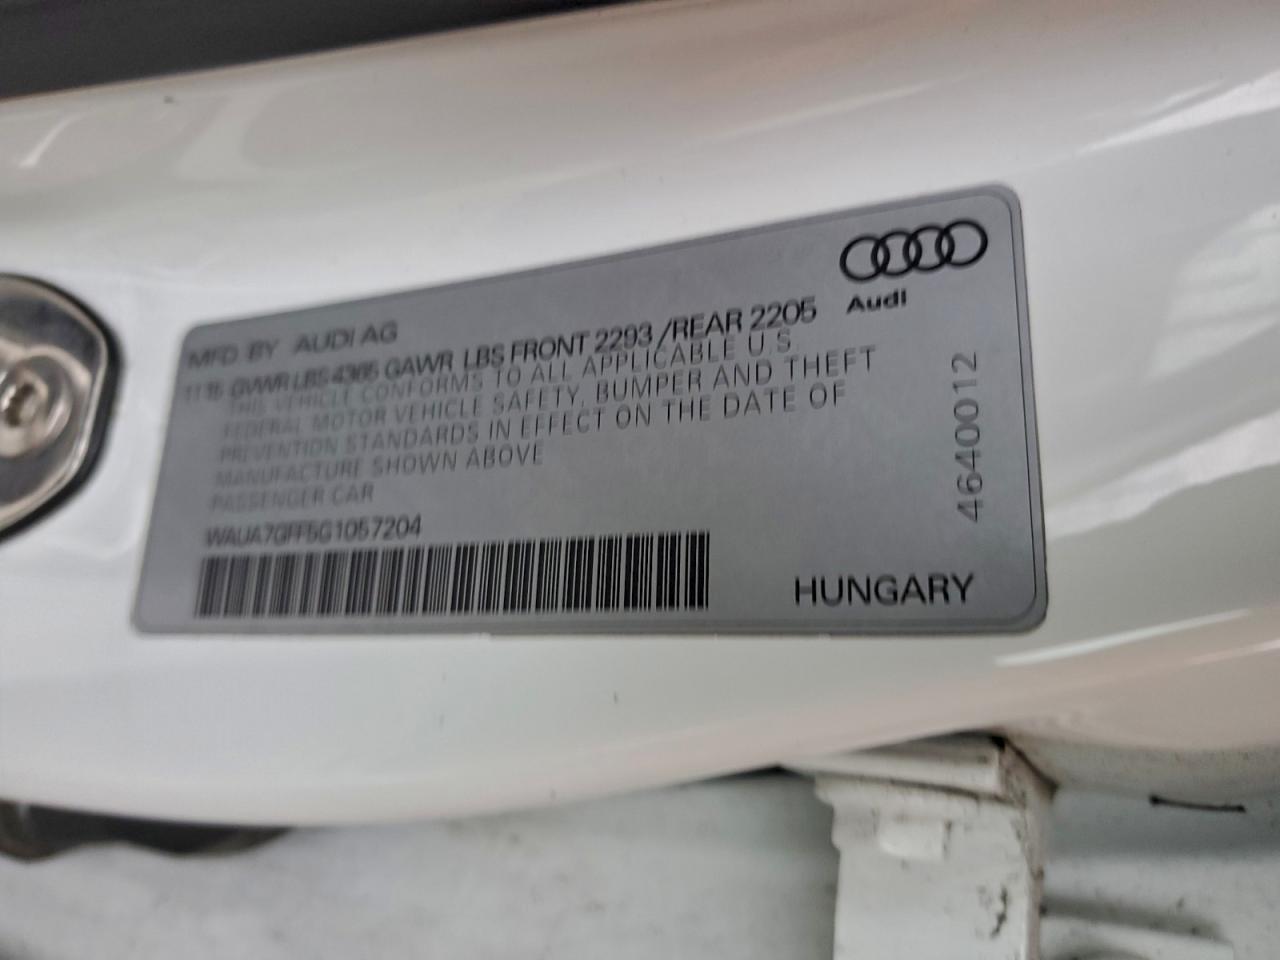 Audi
MFD BY AUDI AG
11 15 GVWR LBS 4365 GAWR LBS FRONT 2293 /REAR 2205
THIS VEHICLE CONFORMS TO ALL APPLICABLE U.S.
FEDERAL MOTOR VEHICLE SAFETY, BUMPER AND THEFT
PREVENTION STANDARDS IN EFFECT ON THE DATE OF
MANUFACTURE SHOWN ABOVE
PASSENGER CAR
WAUA7GFF5G1057204
HUNGARY
4640012